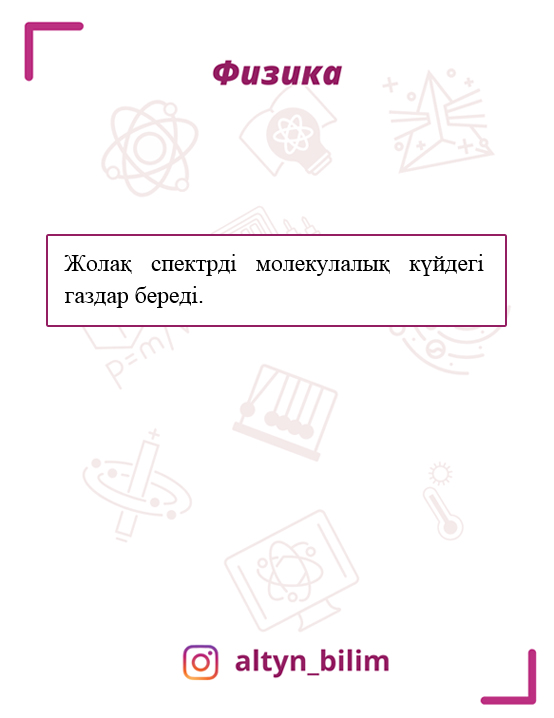 Физика
Жолақ спектрді молекулалық күйдегі
газдар береді.
p=m/V
altyn_bilim